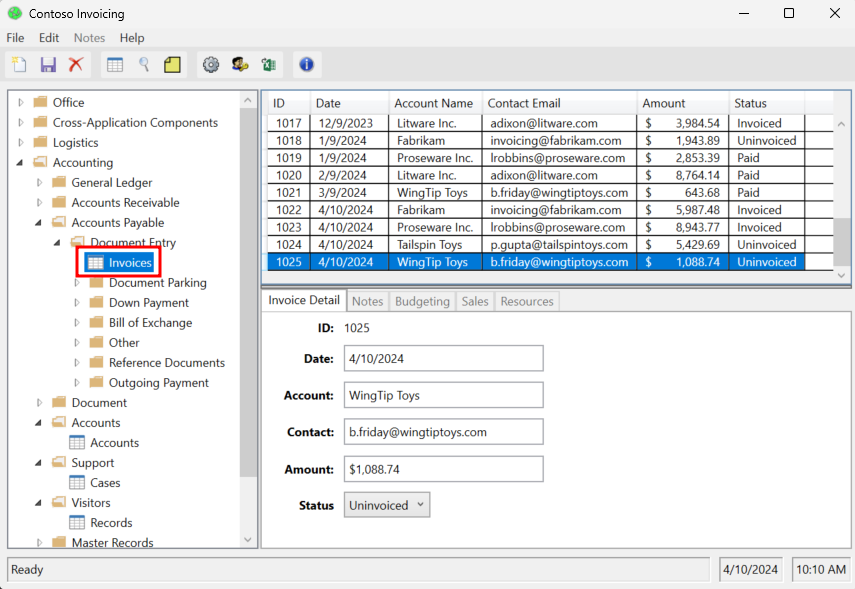 Contoso Invoicing
File Edit Notes Help
Office
Cross-Application Components
Logistics
Accounting
General Ledger
Accounts Receivable
Accounts Payable
Document Entry
Invoices
Document Parking
Down Payment
Bill of Exchange
Other
Reference Documents
Outgoing Payment
Document
Accounts
Accounts
Support
Cases
Visitors
Records
Master Records
ID Date Account Name Contact Email Amount Status
1017 12/9/2023 Litware Inc. adixon@litware.com $ 3,984.54 Invoiced
1018 1/9/2024 Fabrikam invoicing@fabrikam.com $ 1,943.89 Uninvoiced
1019 1/9/2024 Proseware Inc. lrobbins@proseware.com $ 2,853.39 Paid
1020 2/9/2024 Litware Inc. adixon@litware.com $ 8,764.14 Paid
1021 3/9/2024 WingTip Toys b.friday@wingtiptoys.com $ 643.68 Paid
1022 4/10/2024 Fabrikam invoicing@fabrikam.com $ 5,987.48 Invoiced
1023 4/10/2024 Proseware Inc. lrobbins@proseware.com $ 8,943.77 Invoiced
1024 4/10/2024 Tailspin Toys p.gupta@tailspintoys.com $ 5,429.69 Uninvoiced
1025 4/10/2024 WingTip Toys b.friday@wingtiptoys.com $ 1,088.74 Uninvoiced
Invoice Detail Notes Budgeting Sales Resources
ID: 1025
Date: 4/10/2024
Account: WingTip Toys
Contact: b.friday@wingtiptoys.com
Amount: $1,088.74
Status Uninvoiced
Ready 4/10/2024 10:10 AM